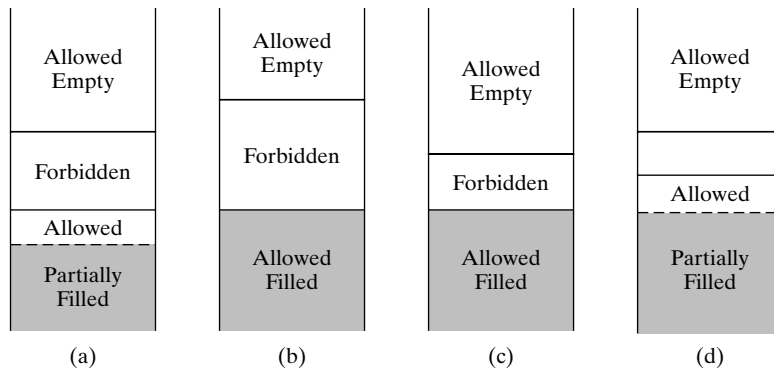 Allowed
Empty
Forbidden
Allowed
Partially
Filled
(a)
Allowed
Empty
Forbidden
Allowed
Filled
(b)
Allowed
Empty
Forbidden
Allowed
Filled
(c)
Allowed
Empty
Allowed
Partially
Filled
(d)